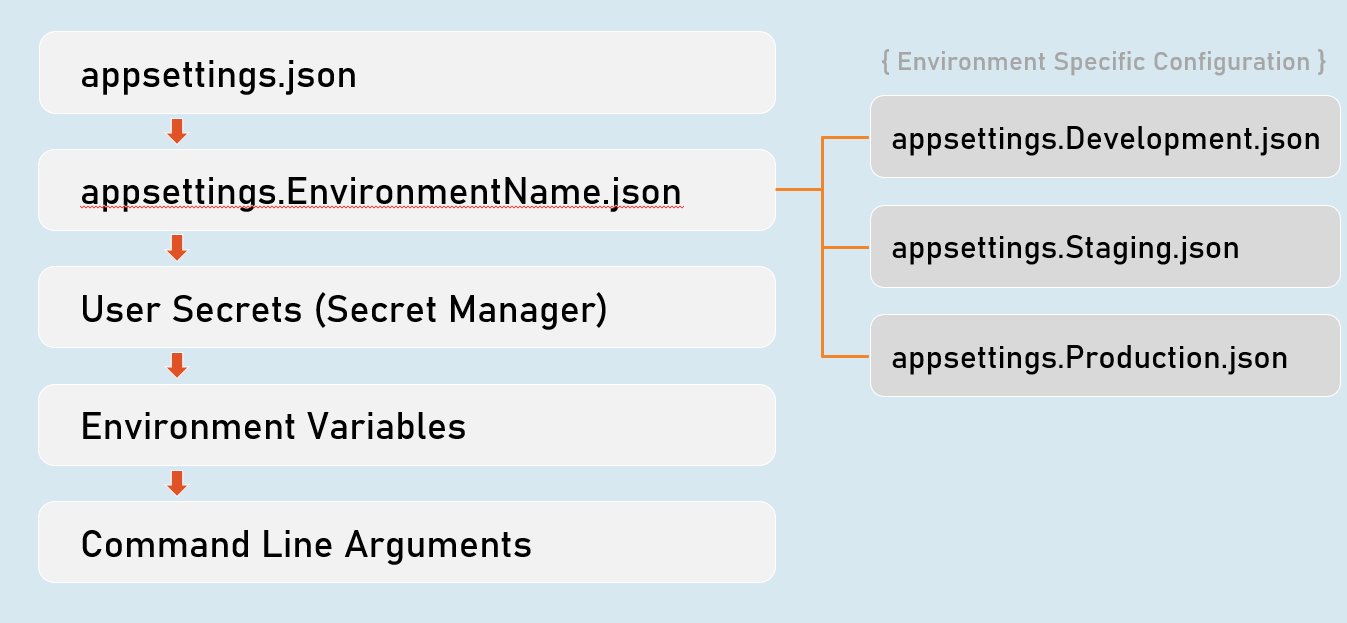 appsettings.json
appsettings.EnvironmentName.json
User Secrets (Secret Manager)
Environment Variables
Command Line Arguments
{ Environment Specific Configuration }
appsettings.Development.json
appsettings.Staging.json
appsettings.Production.json